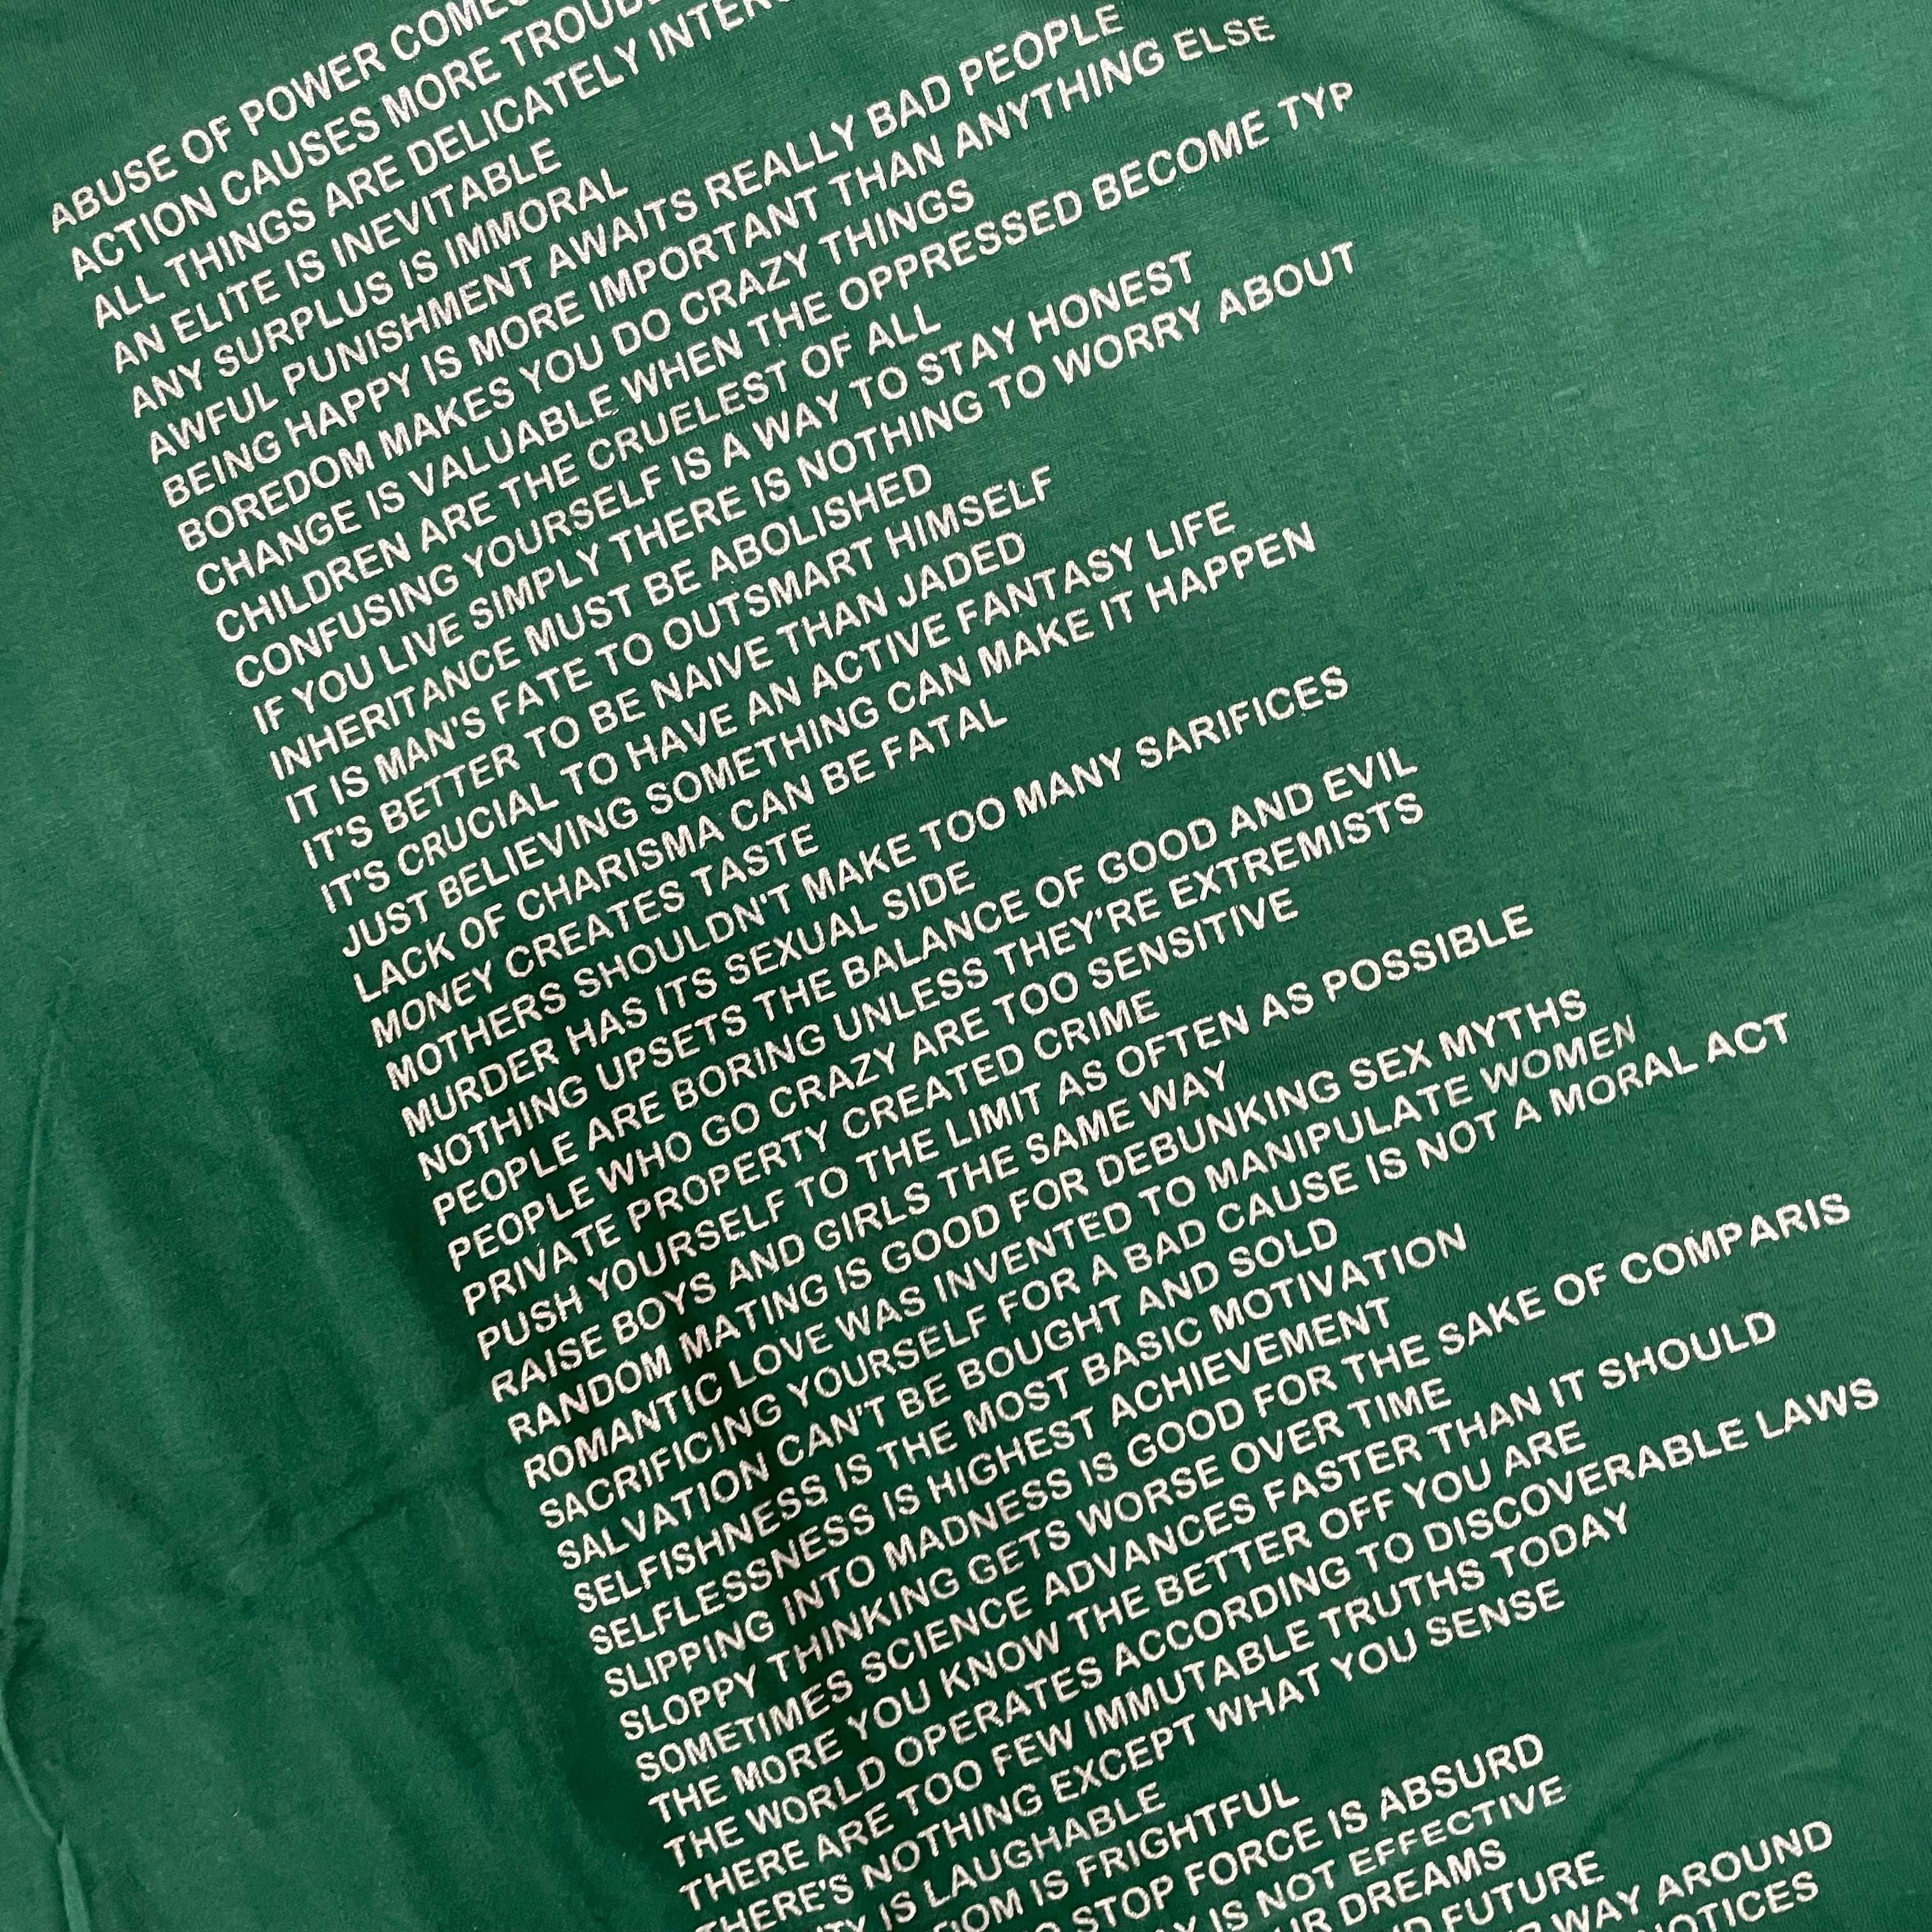 ABUSE OF POWER COMES
ACTION CAUSES MORE TROUB
ALL THINGS ARE DELICATELY INTER
AN ELITE IS INEVITABLE
ANY SURPLUS IS IMMORAL
AWFUL PUNISHMENT AWAITS REALLY BAD PEOPLE
BEING HAPPY IS MORE IMPORTANT THAN ANYTHING ELSE
BOREDOM MAKES YOU DO CRAZY THINGS
CHANGE IS VALUABLE WHEN THE OPPRESSED BECOME TYP
CHILDREN ARE THE CRUELEST OF ALL
CONFUSING YOURSELF IS A WAY TO STAY HONEST
IF YOU LIVE SIMPLY THERE IS NOTHING TO WORRY ABOUT
INHERITANCE MUST BE ABOLISHED
IT IS MAN'S FATE TO OUTSMART HIMSELF
IT'S BETTER TO BE NAIVE THAN JADED
IT'S CRUCIAL TO HAVE AN ACTIVE FANTASY LIFE
JUST BELIEVING SOMETHING CAN MAKE IT HAPPEN
LACK OF CHARISMA CAN BE FATAL
MONEY CREATES TASTE
MOTHERS SHOULDN'T MAKE TOO MANY SARIFICES
MURDER HAS ITS SEXUAL SIDE
NOTHING UPSETS THE BALANCE OF GOOD AND EVIL
PEOPLE ARE BORING UNLESS THEY'RE EXTREMISTS
PEOPLE WHO GO CRAZY ARE TOO SENSITIVE
PRIVATE PROPERTY CREATED CRIME
PUSH YOURSELF TO THE LIMIT AS OFTEN AS POSSIBLE
RAISE BOYS AND GIRLS THE SAME WAY
RANDOM MATING IS GOOD FOR DEBUNKING SEX MYTHS
ROMANTIC LOVE WAS INVENTED TO MANIPULATE WOMEN
SACRIFICING YOURSELF FOR A BAD CAUSE IS NOT A MORAL ACT
SALVATION CAN'T BE BOUGHT AND SOLD
SELFISHNESS IS THE MOST BASIC MOTIVATION
SELFLESSNESS IS HIGHEST ACHIEVEMENT
SLIPPING INTO MADNESS IS GOOD FOR THE SAKE OF COMPARIS
SLOPPY THINKING GETS WORSE OVER TIME
SOMETIMES SCIENCE ADVANCES FASTER THAN IT SHOULD
THE MORE YOU KNOW THE BETTER OFF YOU ARE
THE WORLD OPERATES ACCORDING TO DISCOVERABLE LAWS
THERE ARE TOO FEW IMMUTABLE TRUTHS TODAY
THERE'S NOTHING EXCEPT WHAT YOU SENSE
IS LAUGHABLE
OM IS FRIGHTFUL
STOP FORCE IS ABSURD
IS NOT EFFECTIVE
UR DREAMS
D FUTURE
WAY AROUND
NOTICES